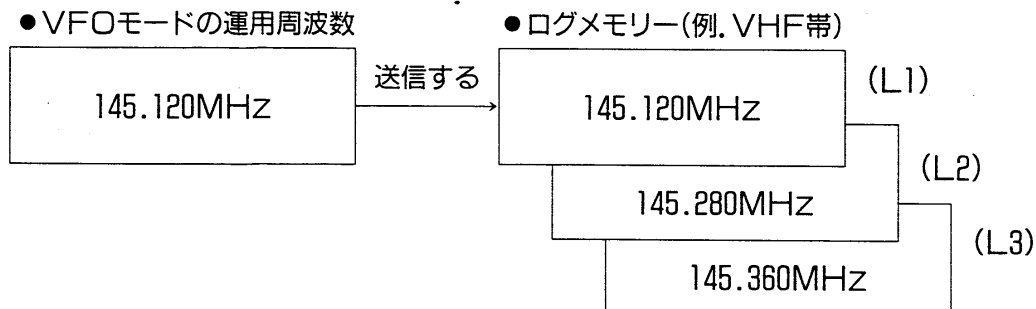 ●VFOモードの運用周波数
●ログメモリー(例.VHF帯)
145.120MHz
送信する
145.120MHz
(L1)
145.280MHz
(L2)
145.360MHz
(L3)